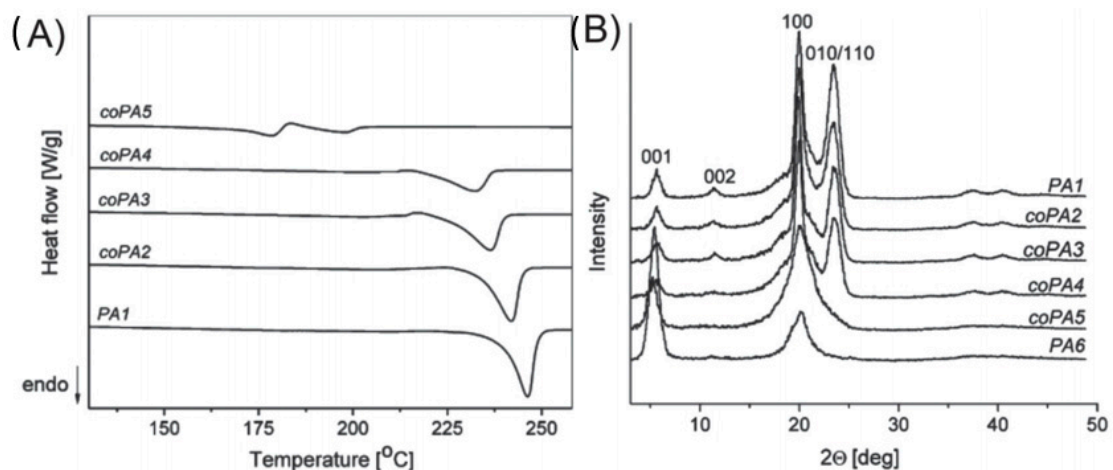 (A)
coPA5
coPA4
coPA3
coPA2
PA1
endo
Heat flow [W/g]
150 175 200 225 250
Temperature [°C]
(B)
100
010/110
001
002
PA1
coPA2
coPA3
coPA4
coPA5
PA6
Intensity
10 20 30 40 50
2Θ [deg]